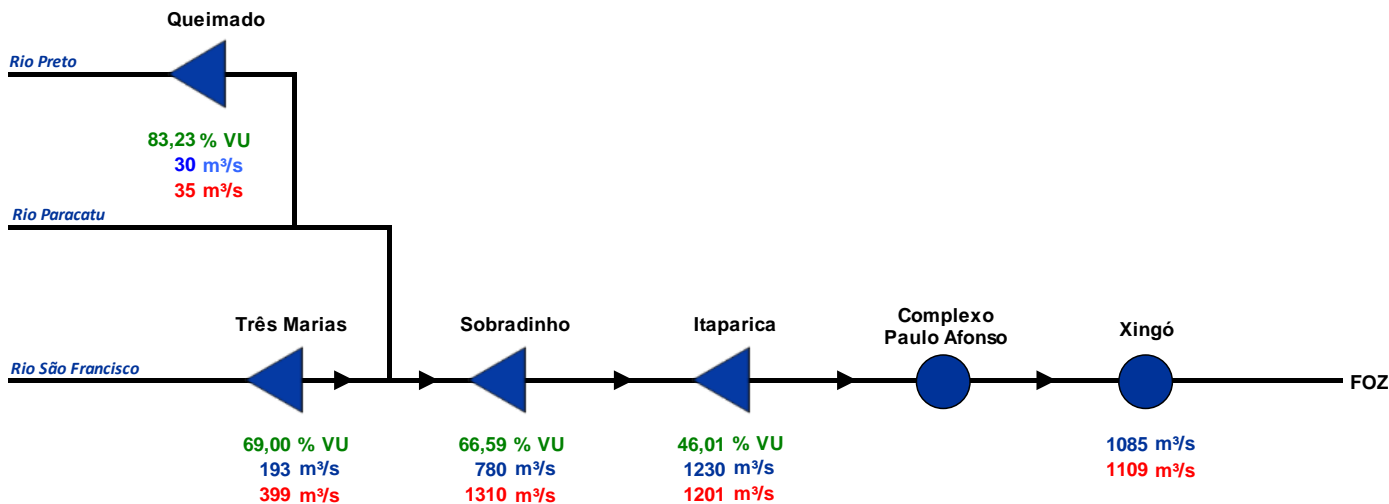 Queimado
Rio Preto
83,23 % VU
30 m³/s
35 m³/s
Rio Paracatu
Três Marias
Sobradinho
Itaparica
Complexo
Paulo Afonso
Xingó
Rio São Francisco
FOZ
69,00 % VU
193 m³/s
399 m³/s
66,59 % VU
780 m³/s
1310 m³/s
46,01 % VU
1230 m³/s
1201 m³/s
1085 m³/s
1109 m³/s